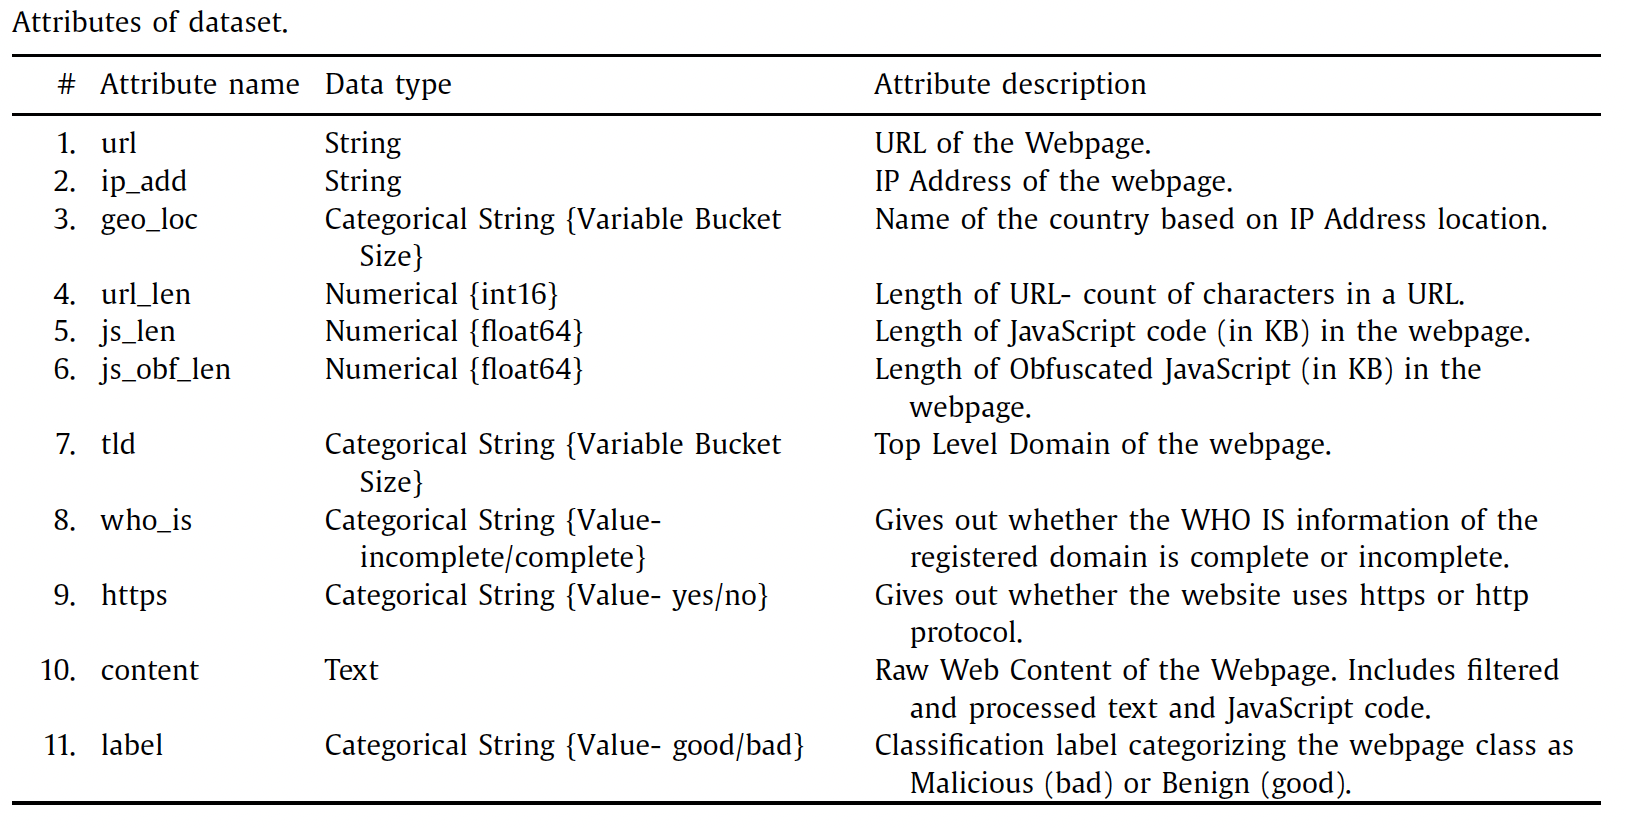 Attributes of dataset.
# Attribute name Data type Attribute description
1. url String URL of the Webpage.
2. ip_add String IP Address of the webpage.
3. geo_loc Categorical String {Variable Bucket Name of the country based on IP Address location.
Size}
4. url_len Numerical {int16} Length of URL- count of characters in a URL.
5. js_len Numerical {float64} Length of JavaScript code (in KB) in the webpage.
6. js_obf_len Numerical {float64} Length of Obfuscated JavaScript (in KB) in the
webpage.
7. tld Categorical String {Variable Bucket Top Level Domain of the webpage.
Size}
8. who_is Categorical String {Value- Gives out whether the WHO IS information of the
incomplete/complete} registered domain is complete or incomplete.
9. https Categorical String {Value- yes/no} Gives out whether the website uses https or http
protocol.
10. content Text Raw Web Content of the Webpage. Includes filtered
and processed text and JavaScript code.
11. label Categorical String {Value- good/bad} Classification label categorizing the webpage class as
Malicious (bad) or Benign (good).